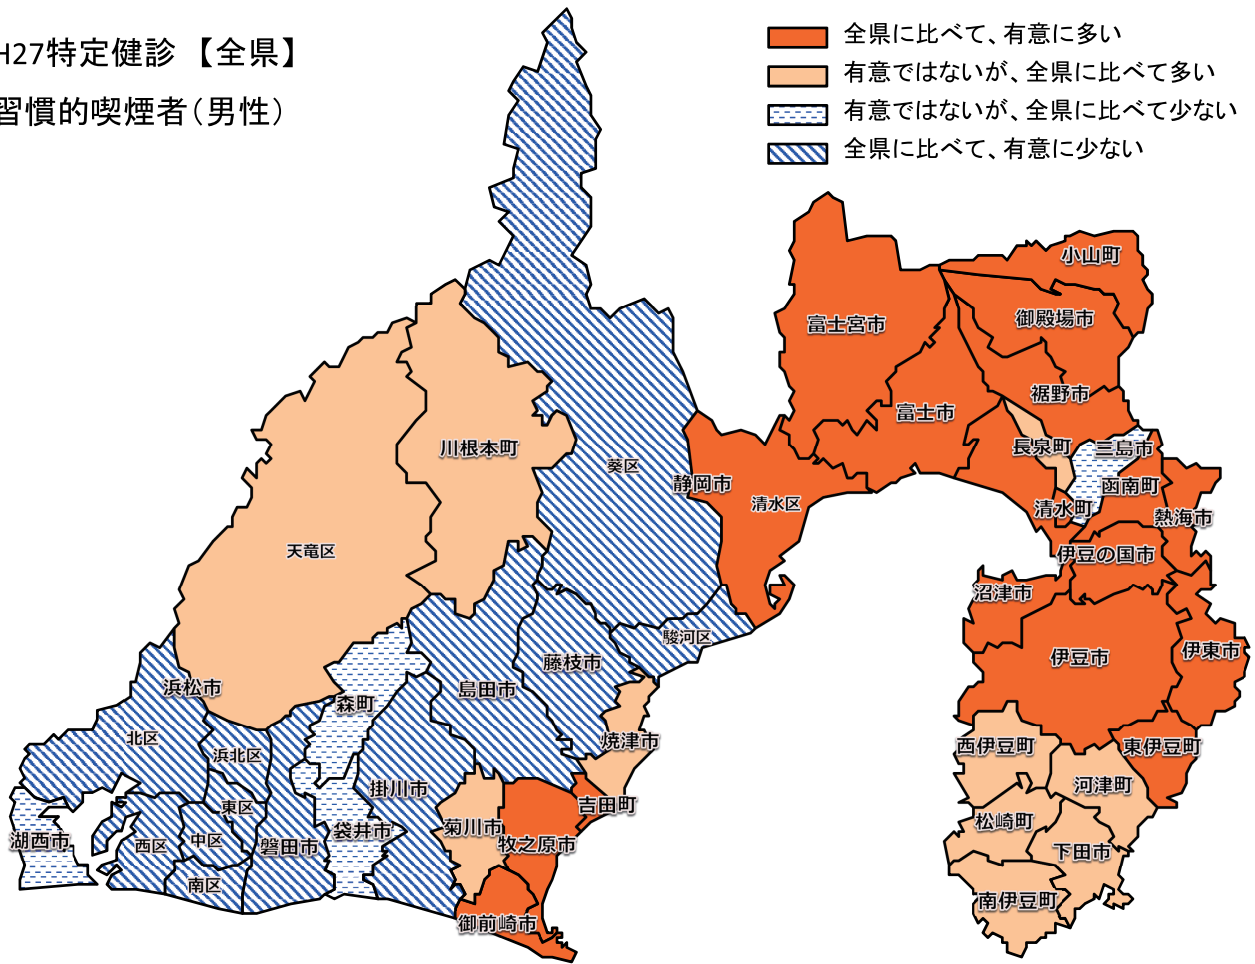 H27特定健診 【全県】
習慣的喫煙者（男性）
全県に比べて、有意に多い
有意ではないが、全県に比べて多い
有意ではないが、全県に比べて少ない
全県に比べて、有意に少ない
小山町
富士宮市
御殿場市
裾野市
富士市
川根本町
長泉町
三島市
葵区
静岡市
函南町
清水区
清水町
熱海市
天竜区
伊豆の国市
沼津市
駿河区
伊東市
伊豆市
藤枝市
浜松市
島田市
森町
北区
焼津市
西伊豆町
東伊豆町
浜北区
河津町
掛川市
東区
吉田町
松崎町
菊川市
袋井市
湖西市
中区
西区
磐田市
牧之原市
下田市
南区
南伊豆町
御前崎市